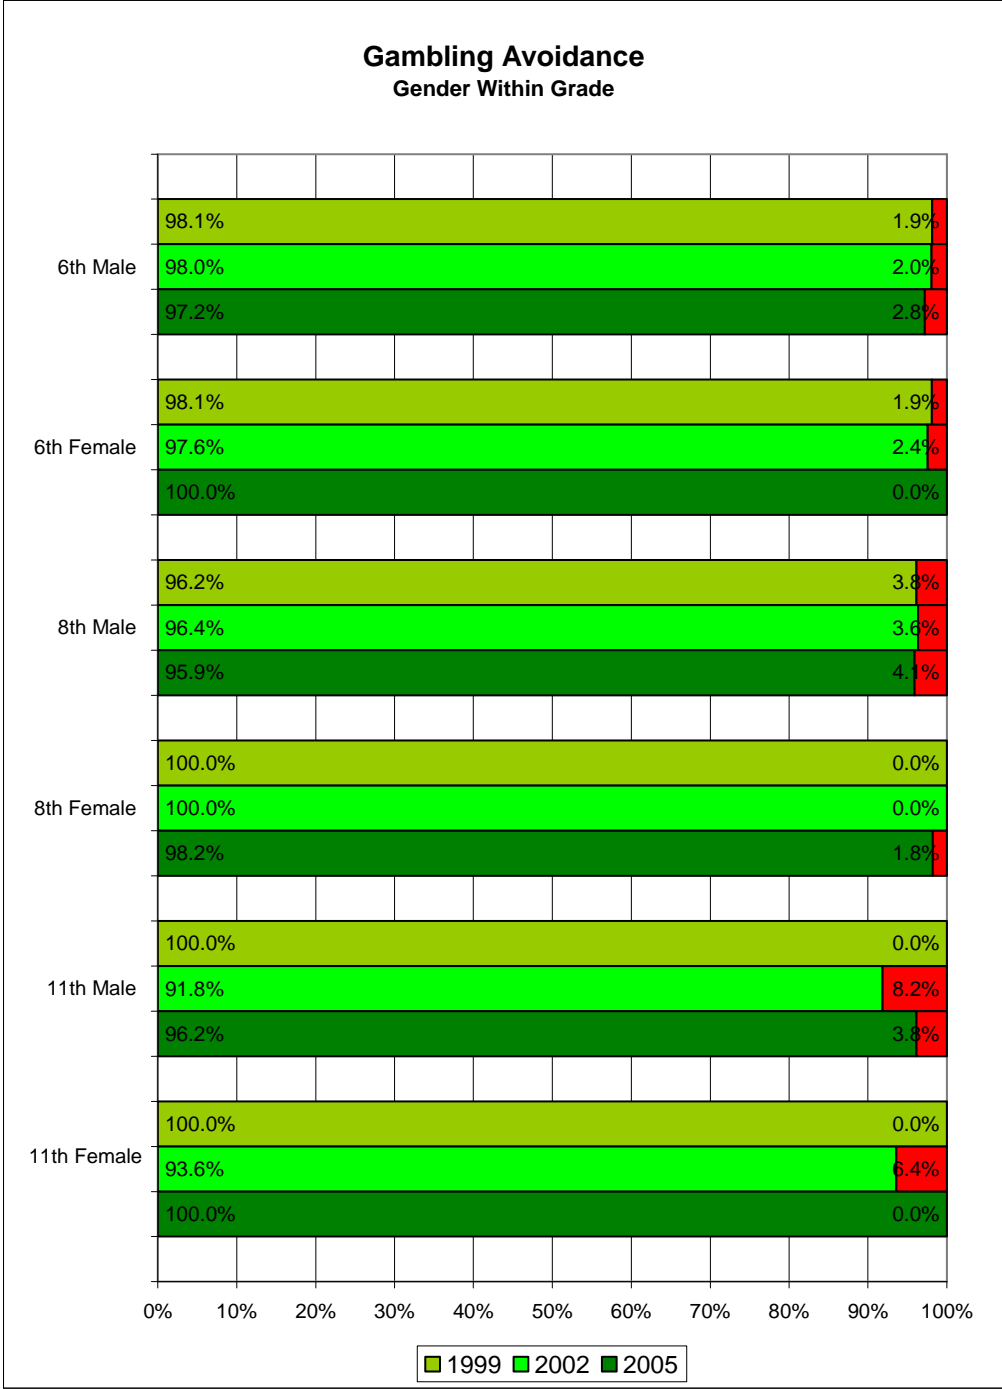 Gambling Avoidance
Gender Within Grade
98.1% 1.9%
6th Male 98.0% 2.0%
97.2% 2.8%
98.1% 1.9%
6th Female 97.6% 2.4%
100.0% 0.0%
96.2% 3.8%
8th Male 96.4% 3.6%
95.9% 4.1%
100.0% 0.0%
8th Female 100.0% 0.0%
98.2% 1.8%
100.0% 0.0%
11th Male 91.8% 8.2%
96.2% 3.8%
100.0% 0.0%
11th Female 93.6% 6.4%
100.0% 0.0%
0% 10% 20% 30% 40% 50% 60% 70% 80% 90% 100%
1999 2002 2005